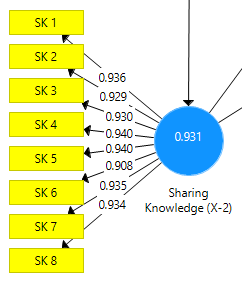 SK 1
SK 2
SK 3
SK 4
SK 5
SK 6
SK 7
SK 8
0.936
0.929
0.930
0.940
0.940
0.908
0.935
0.934
0.931
Sharing
Knowledge (X-2)